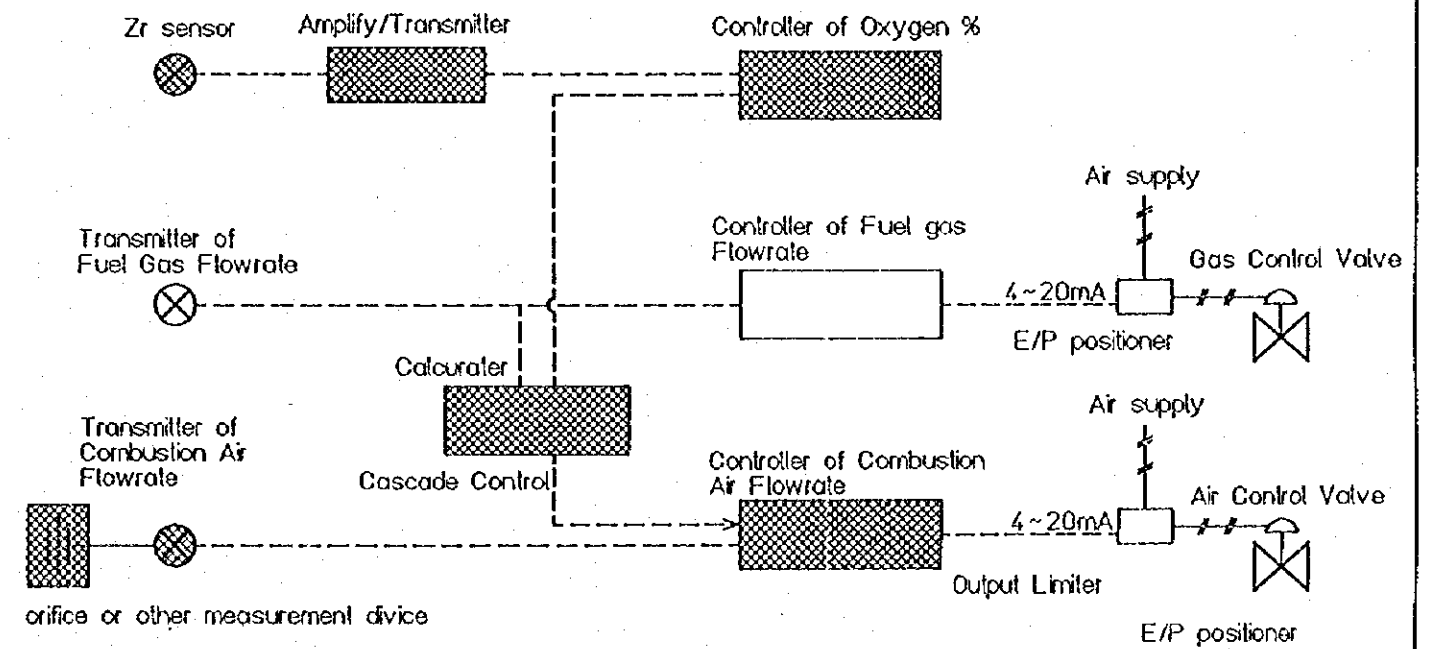 Zr sensor
Amplify/Transmitter
Controller of Oxygen %
Air supply
Transmitter of
Fuel Gas Flowrate
Controller of Fuel gas
Flowrate
Gas Control Valve
4~20mA
E/P positioner
Calcurater
Air supply
Transmitter of
Combustion Air
Flowrate
Cascade Control
Controller of Combustion
Air Flowrate
Air Control Valve
4~20mA
Output Limiter
orifice or other measurement divice
E/P positioner